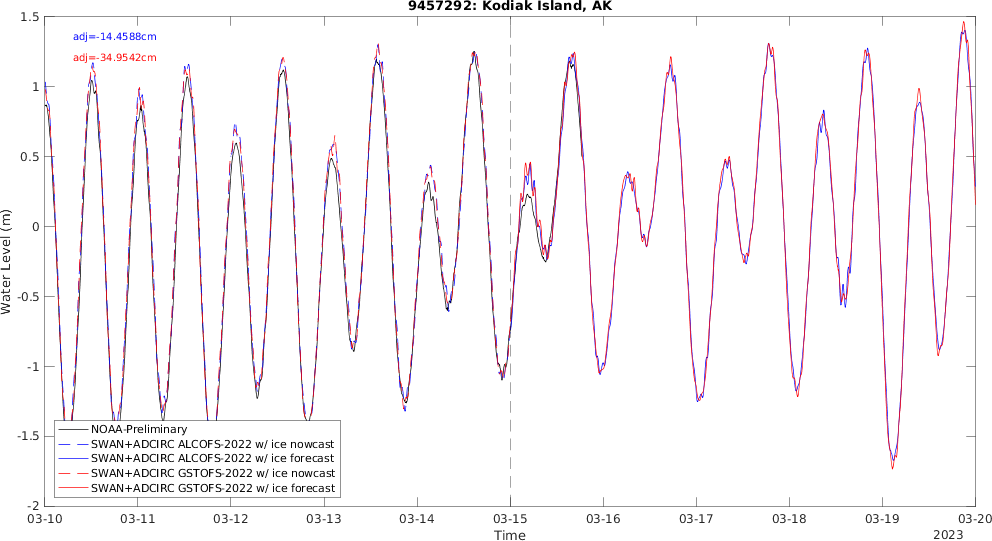 9457292: Kodiak Island, AK
adj=-14.4588cm
adj=-34.9542cm
Water Level (m)
1.5
1
0.5
0
-0.5
-1
-1.5
-2
NOAA-Preliminary
SWAN+ADCIRC ALCOFS-2022 w/ ice nowcast
SWAN+ADCIRC ALCOFS-2022 w/ ice forecast
SWAN+ADCIRC GSTOFS-2022 w/ ice nowcast
SWAN+ADCIRC GSTOFS-2022 w/ ice forecast
03-10 03-11 03-12 03-13 03-14 03-15 03-16 03-17 03-18 03-19 03-20
Time
2023